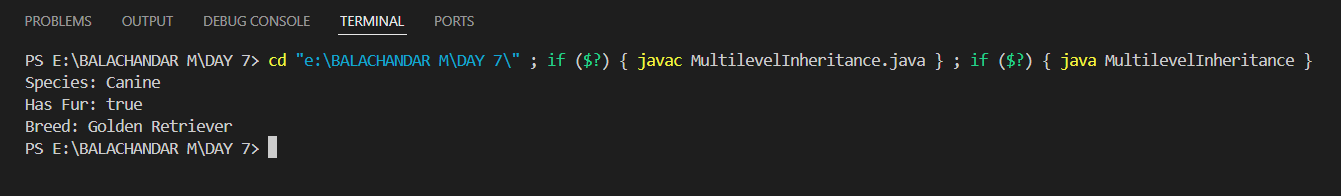 PROBLEMS OUTPUT DEBUG CONSOLE TERMINAL PORTS
PS E:\BALACHANDAR M\DAY 7> cd "e:\BALACHANDAR M\DAY 7\" ; if ($?) { javac MultilevelInheritance.java } ; if ($?) { java MultilevelInheritance }
Species: Canine
Has Fur: true
Breed: Golden Retriever
PS E:\BALACHANDAR M\DAY 7>